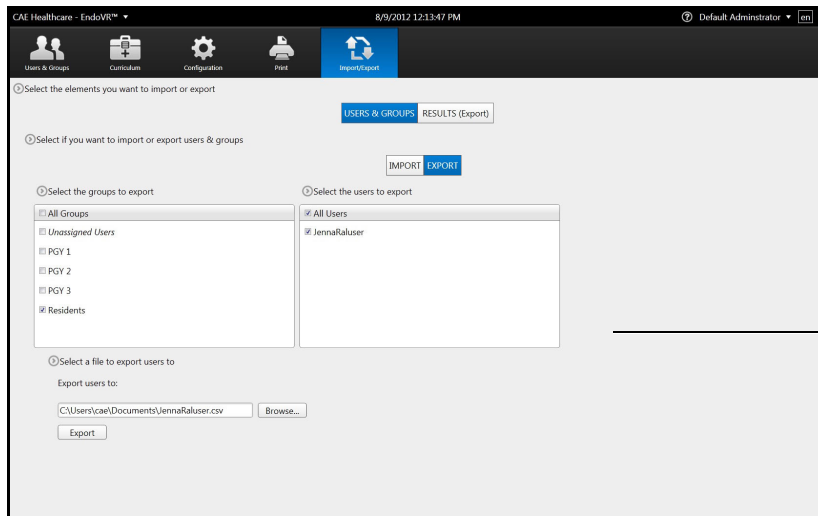 CAE Healthcare - EndoVR™ 8/9/2012 12:13:47 PM Default Adminstrator en
Users & Groups Curriculum Configuration Print Import/Export
Select the elements you want to import or export
USERS & GROUPS RESULTS (Export)
Select if you want to import or export users & groups
IMPORT EXPORT
Select the groups to export Select the users to export
All Groups All Users
Unassigned Users JennaRaluser
PGY 1
PGY 2
PGY 3
Residents
Select a file to export users to
Export users to:
C:\Users\cae\Documents\JennaRaluser.csv Browse...
Export